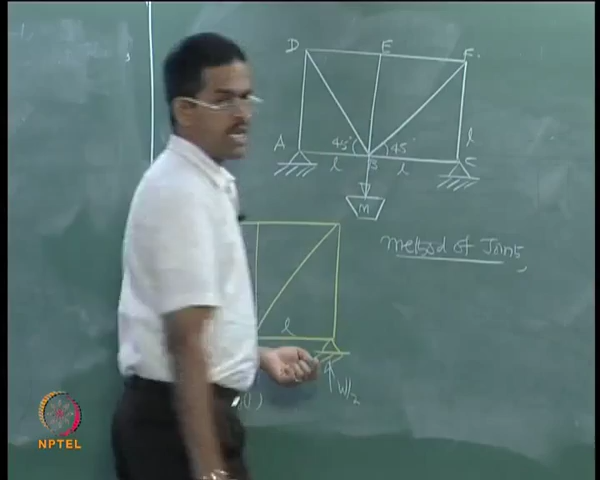 D E F
A 45° 45° l
B C
l l
M
Method of Joints
l
W/2
NPTEL